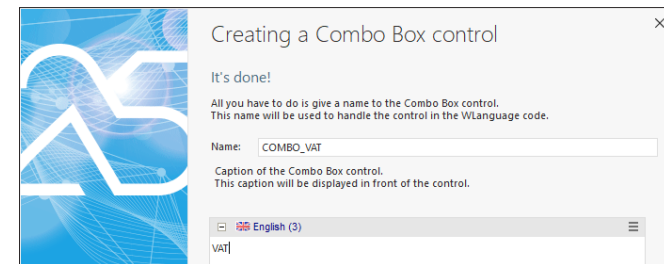 Creating a Combo Box control
It's done!
All you have to do is give a name to the Combo Box control.
This name will be used to handle the control in the WLanguage code.
Name: COMBO_VAT
Caption of the Combo Box control.
This caption will be displayed in front of the control.
English (3)
VAT